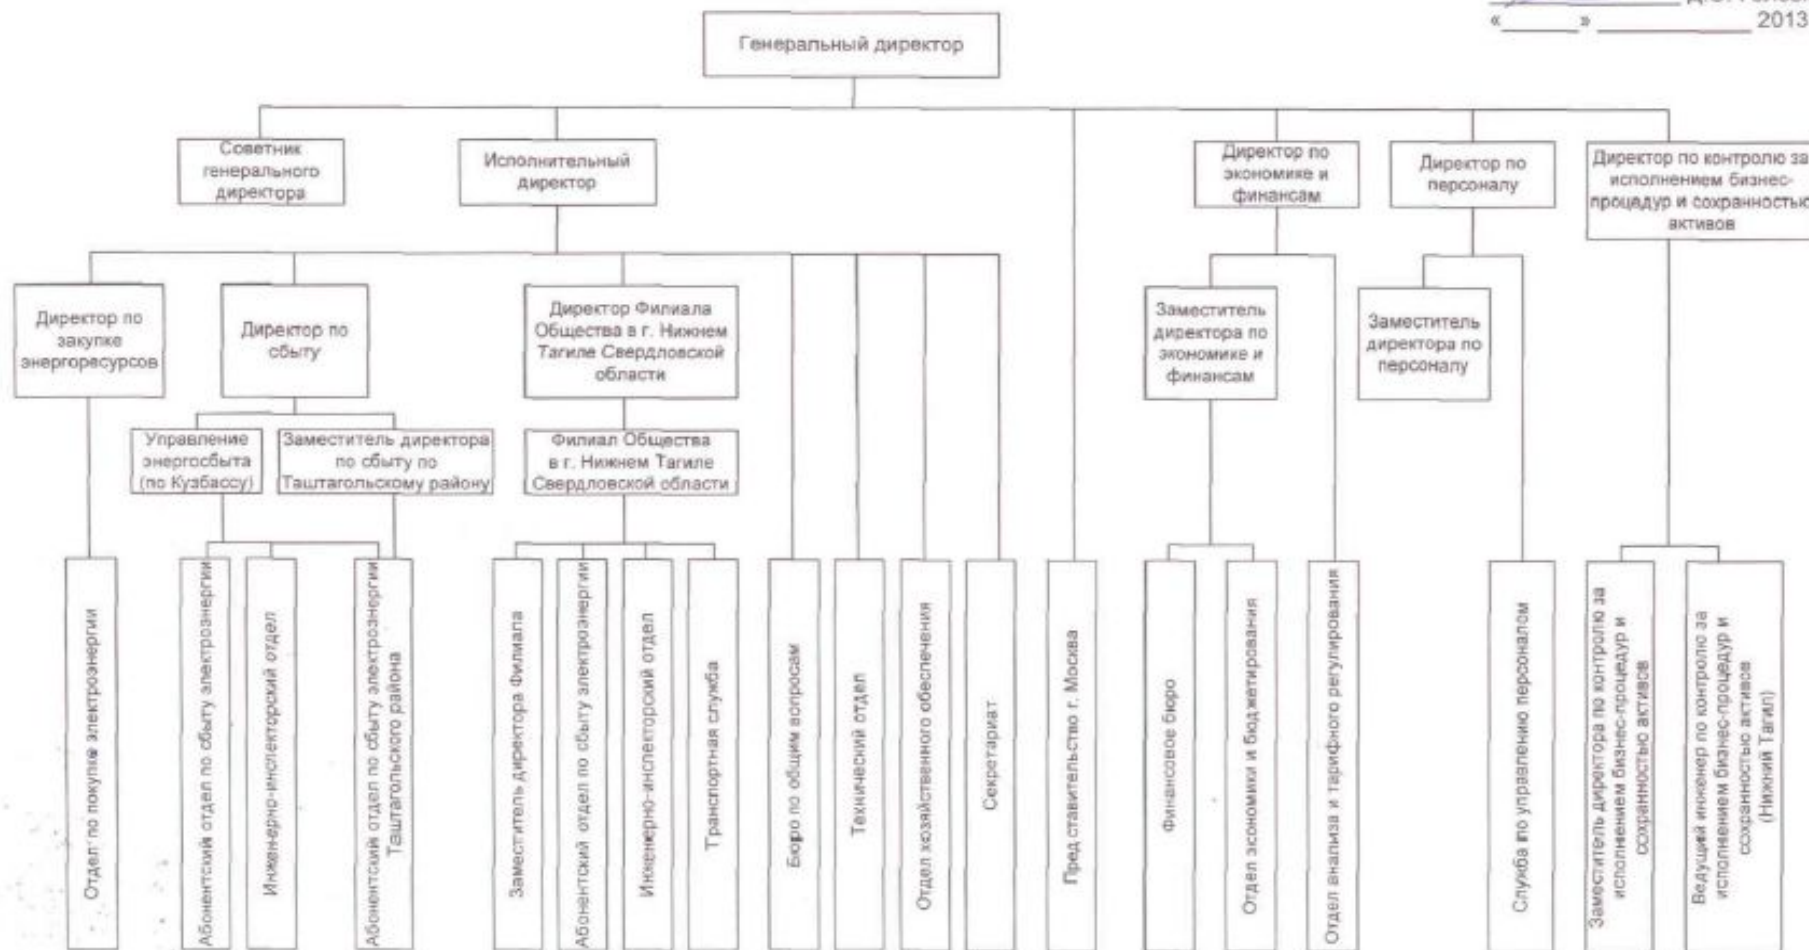 « » 2013
Генеральный директор
Советник
генерального
директора
Исполнительный
директор
Директор по
экономике и
финансам
Директор по
персоналу
Директор по контролю за
исполнением бизнес-
процедур и сохранностью
активов
Директор по
закупке
энергоресурсов
Директор по
сбыту
Директор Филиала
Общества в г. Нижнем
Тагиле Свердловской
области
Заместитель
директора по
экономике и
финансам
Заместитель
директора по
персоналу
Управление
энергосбыта
(по Кузбассу)
Заместитель директора
по сбыту по
Таштагольскому району
Филиал Общества
в г. Нижнем Тагиле
Свердловской области
Отдел по покупке электроэнергии
Абонентский отдел по сбыту электроэнергии
Инженерно-инспекторский отдел
Абонентский отдел по сбыту электроэнергии
Таштагольского района
Заместитель директора Филиала
Абонентский отдел по сбыту электроэнергии
Инженерно-инспекторский отдел
Транспортная служба
Бюро по общим вопросам
Технический отдел
Отдел хозяйственного обеспечения
Секретариат
Представительство г. Москва
Финансовое бюро
Отдел экономики и бюджетирования
Отдел анализа и тарифного регулирования
Служба по управлению персоналом
Заместитель директора по контролю за
исполнением бизнес-процедур и
сохранностью активов
Ведущий инженер по контролю за
исполнением бизнес-процедур и
сохранностью активов
(Нижний Тагил)